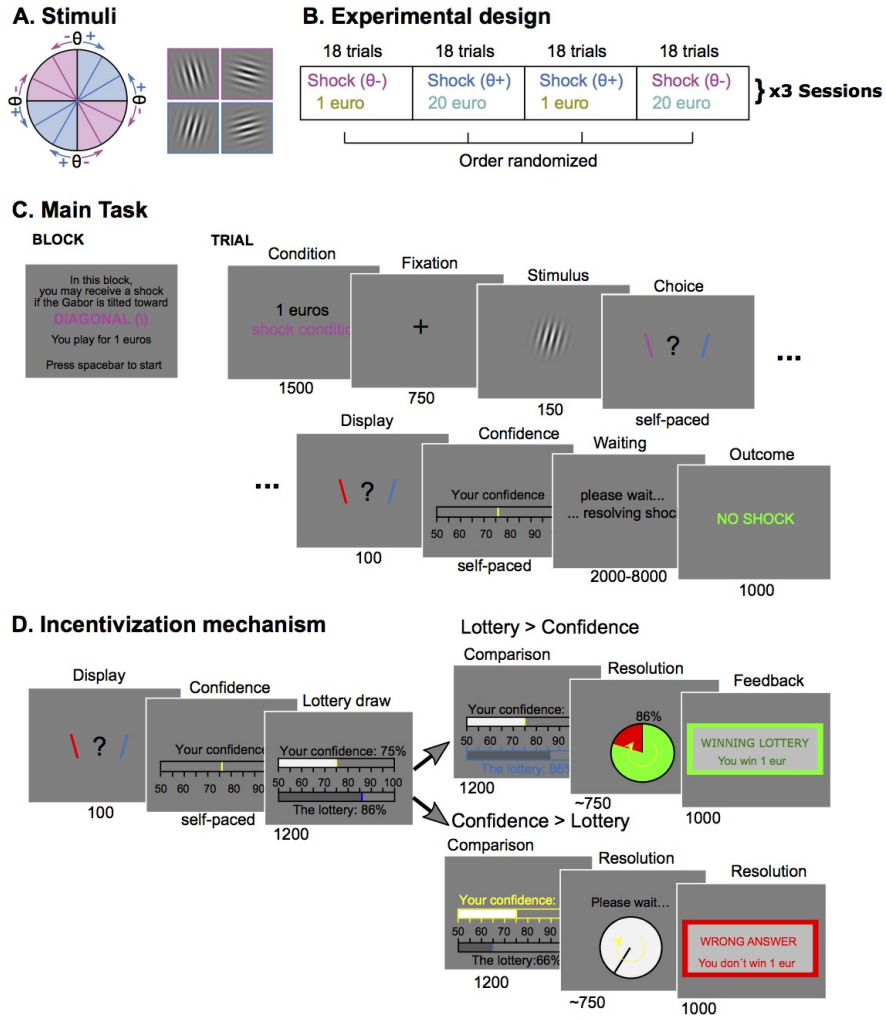 A. Stimuli
-θ+
- +
θ θ
+ -
+θ-
B. Experimental design
18 trials 18 trials 18 trials 18 trials
Shock (θ-) Shock (θ+) Shock (θ+) Shock (θ-)
1 euro 20 euro 1 euro 20 euro
} x3 Sessions
Order randomized
C. Main Task
BLOCK
In this block,
you may receive a shock
if the Gabor is tilted toward
DIAGONAL (\)
You play for 1 euros
Press spacebar to start
TRIAL
Condition
1 euros
shock conditic
1500
Fixation
+
750
Stimulus
150
Choice
\ ? /
self-paced
...
...
Display
\ ? /
100
Confidence
Your confidence
50 60 70 80 90
self-paced
Waiting
please wait...
... resolving shoc
2000-8000
Outcome
NO SHOCK
1000
D. Incentivization mechanism
Display
\ ? /
100
Confidence
Your confidenc
50 60 70 80 90
self-paced
Lottery draw
Your confidence: 75%
50 60 70 80 90 100
The lottery: 86%
1200
Lottery > Confidence
Comparison
Your confidence:
50 60 70 80 90
The lottery: 86%
1200
Resolution
86%
~750
Feedback
WINNING LOTTERY
You win 1 eur
1000
Confidence > Lottery
Comparison
Your confidence:
50 60 70 80 90
The lottery:66%
1200
Resolution
Please wait...
~750
Resolution
WRONG ANSWER
You don´t win 1 eur
1000